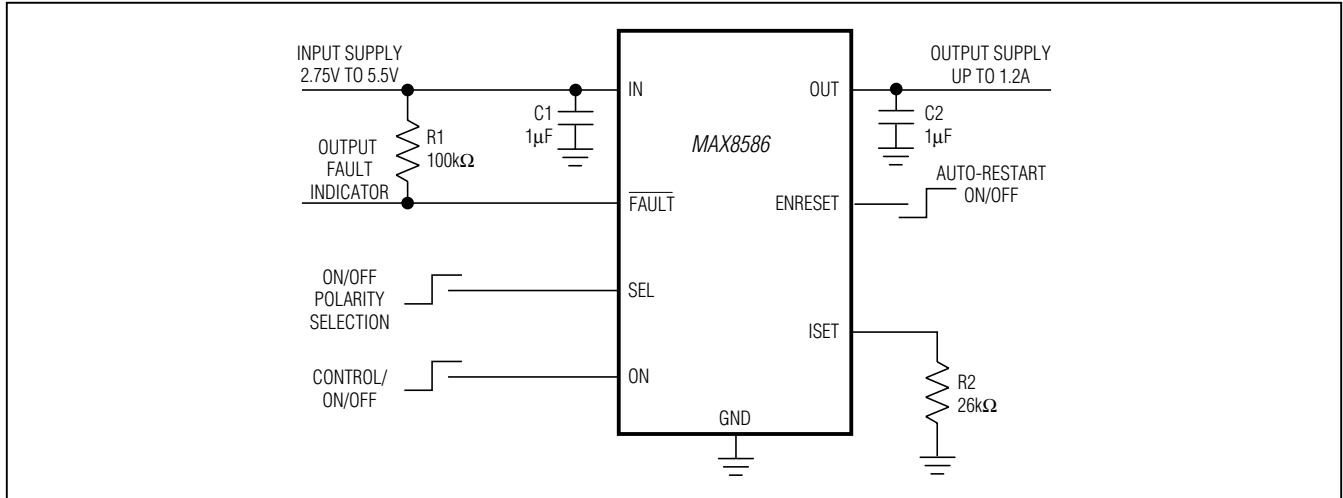 INPUT SUPPLY
2.75V TO 5.5V
OUTPUT SUPPLY
UP TO 1.2A
IN
OUT
C1
1μF
C2
1μF
R1
100kΩ
MAX8586
OUTPUT
FAULT
INDICATOR
FAULT
ENRESET
AUTO-RESTART
ON/OFF
ON/OFF
POLARITY
SELECTION
SEL
ISET
CONTROL/
ON/OFF
ON
R2
26kΩ
GND